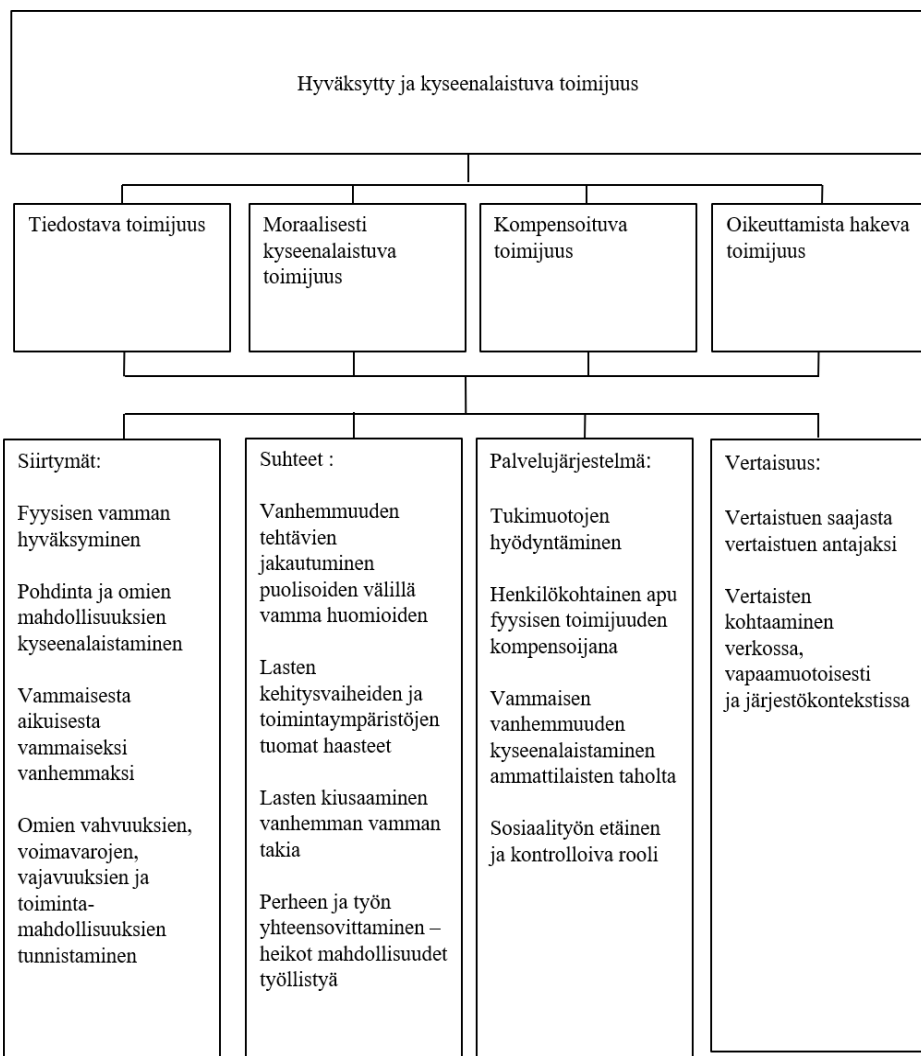 Hyväksytty ja kyseenalaistuva toimijuus
Tiedostava toimijuus
Moraalisesti
kyseenalaistuva
toimijuus
Kompensoituva
toimijuus
Oikeuttamista hakeva
toimijuus
Siirtymät:
Fyysisen vamman
hyväksyminen
Pohdinta ja omien
mahdollisuuksien
kyseenalaistaminen
Vammaisesta
aikuisesta
vammaiseksi
vanhemmaksi
Omien vahvuuksien,
voimavarojen,
vajavuuksien ja
toiminta-
mahdollisuuksien
tunnistaminen
Suhteet :
Vanhemmuuden
tehtävien
jakautuminen
puolisoiden välillä
vamma huomioiden
Lasten
kehitysvaiheiden ja
toimintaympäristöjen
tuomat haasteet
Lasten kiusaaminen
vanhemman vamman
takia
Perheen ja työn
yhteensovittaminen –
heikot mahdollisuudet
työllistyä
Palvelujärjestelmä:
Tukimuotojen
hyödyntäminen
Henkilökohtainen apu
fyysisen toimijuuden
kompensoijana
Vammaisen
vanhemmuuden
kyseenalaistaminen
ammattilaisten taholta
Sosiaalityön etäinen
ja kontrolloiva rooli
Vertaisuus:
Vertaistuen saajasta
vertaistuen antajaksi
Vertaisten
kohtaaminen
verkossa,
vapaamuotoisesti
ja järjestökontekstissa